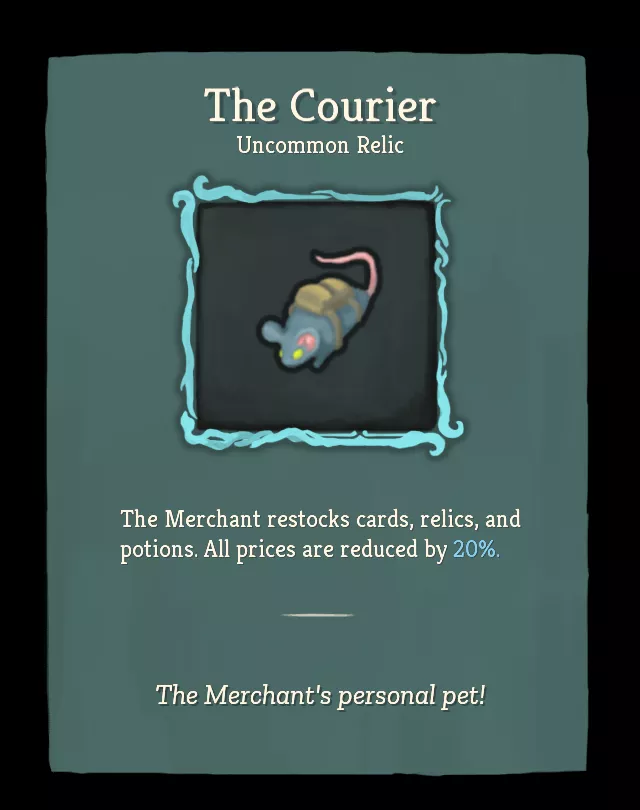 The Courier
Uncommon Relic
The Merchant restocks cards, relics, and
potions. All prices are reduced by 20%.
The Merchant's personal pet!